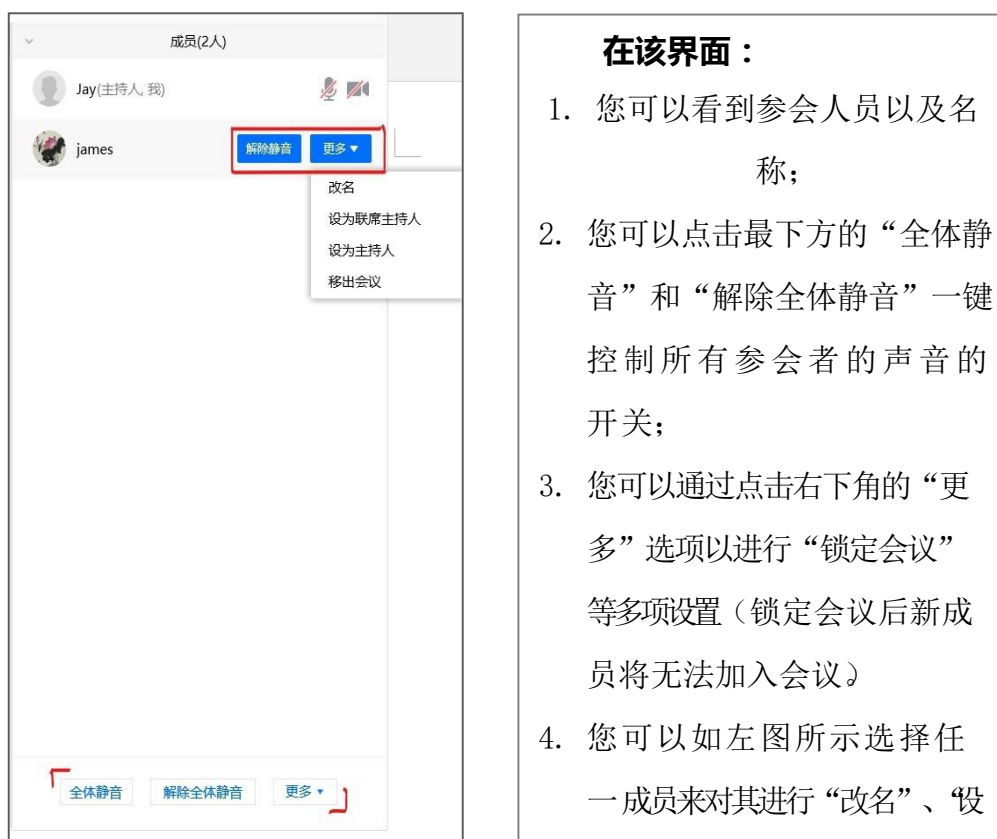 成员(2人)
Jay(主持人, 我)
james
解除静音
更多▼
改名
设为联席主持人
设为主持人
移出会议
全体静音
解除全体静音
更多▼
在该界面：
1. 您可以看到参会人员以及名
称；
2. 您可以点击最下方的“全体静
音”和“解除全体静音”一键
控制所有参会者的声音的
开关；
3. 您可以通过点击右下角的“更
多”选项以进行“锁定会议”
等多项设置（锁定会议后新成
员将无法加入会议）
4. 您可以如左图所示选择任
一成员来对其进行“改名”、“设